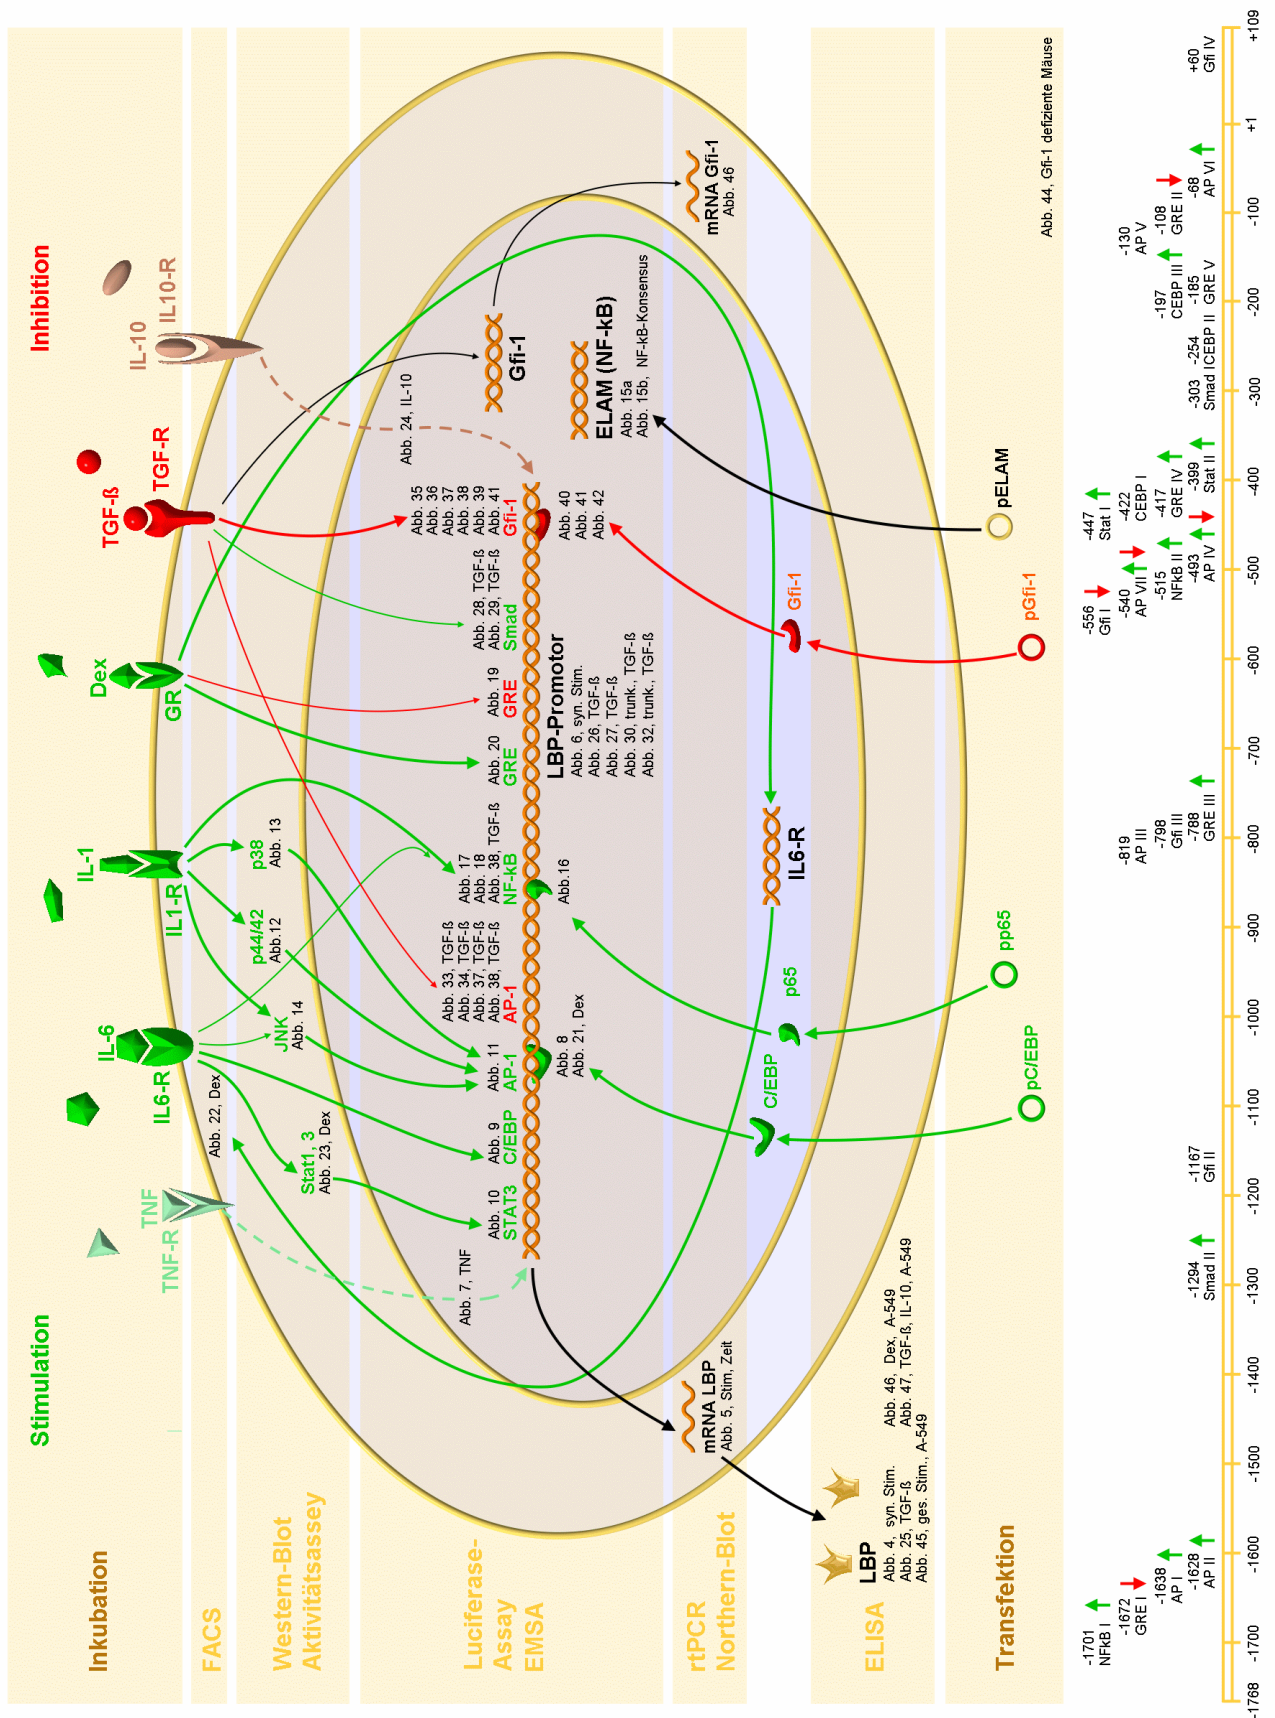 Stimulation
Inhibition
Inkubation
FACS
Western-Blot
Aktivitätsassey
Luciferase-
Assay
EMSA
rtPCR
Northern-Blot
ELISA
Transfektion
TNF
TNF-R
IL-6
IL6-R
IL-1
IL1-R
Dex
GR
TGF-ß
TGF-R
IL-10
IL10-R
Abb. 22, Dex
Stat1, 3
Abb. 23, Dex
JNK
Abb. 14
p44/42
Abb.12
p38
Abb. 13
Abb. 24, IL-10
Abb. 7, TNF
Abb. 10
STAT3
Abb. 9
C/EBP
Abb. 11
AP-1
Abb. 33, TGF-ß
Abb. 34, TGF-ß
Abb. 37, TGF-ß
Abb. 38, TGF-ß
AP-1
Abb. 17
Abb. 18
Abb. 38, TGF-ß
NF-kB
Abb. 20
GRE
Abb. 19
GRE
Abb. 28, TGF-ß
Abb. 29, TGF-ß
Smad
Abb. 35
Abb. 36
Abb. 37
Abb. 38
Abb. 39
Abb. 41
Gfi-1
Gfi-1
Abb. 8
Abb. 21, Dex
Abb.16
LBP-Promotor
Abb. 6, syn. Stim.
Abb. 26, TGF-ß
Abb. 27, TGF-ß
Abb. 30, trunk., TGF-ß
Abb. 32, trunk., TGF-ß
Abb. 40
Abb. 41
Abb. 42
ELAM (NF-kB)
Abb. 15a
Abb. 15b, NF-kB-Konsensus
mRNA LBP
Abb. 5, Stim, Zeit
mRNA Gfi-1
Abb. 46
C/EBP
p65
IL6-R
Gfi-1
LBP
Abb. 4, syn. Stim.
Abb. 25, TGF-ß
Abb. 45, ges. Stim., A-549
Abb. 46, Dex, A-549
Abb. 47, TGF-ß, IL-10, A-549
pC/EBP
pp65
pGfi-1
pELAM
Abb. 44, Gfi-1 defiziente Mäuse
-1701
NFkB I
-1672
GRE I
-1638
AP I
-1628
AP II
-1294
Smad II
-1167
Gfi II
-819
AP III
-798
Gfi III
-788
GRE III
-556
Gfi I
-540
AP VII
-515
NFkB II
-493
AP IV
-447
Stat I
-422
CEBP I
-417
GRE IV
-399
Stat II
-303
Smad I
-254
CEBP II
-197
CEBP III
-185
GRE V
-130
AP V
-108
GRE II
-68
AP VI
+60
Gfi IV
-1768 -1700 -1600 -1500 -1400 -1300 -1200 -1100 -1000 -900 -800 -700 -600 -500 -400 -300 -200 -100 +1 +109